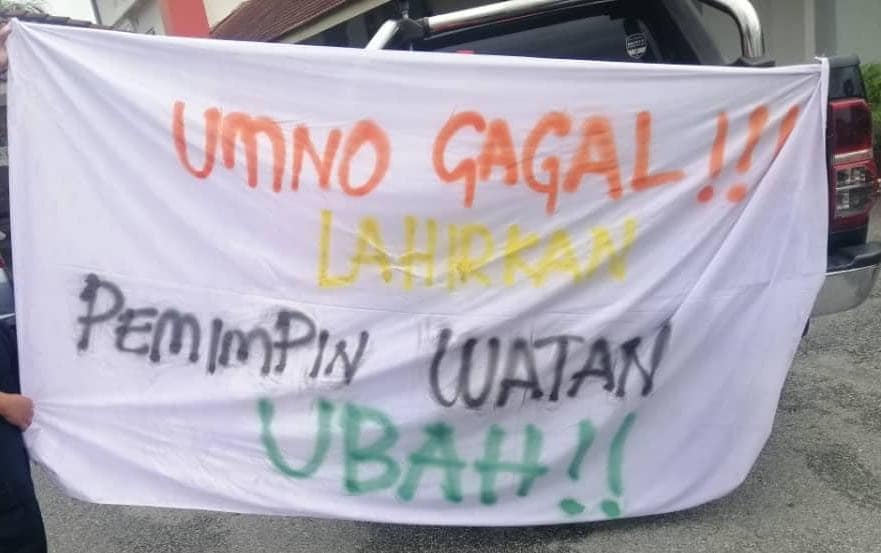 UMNO GAGAL!!!
LAHIRKAN
PEMIMPIN WATAN
UBAH!!